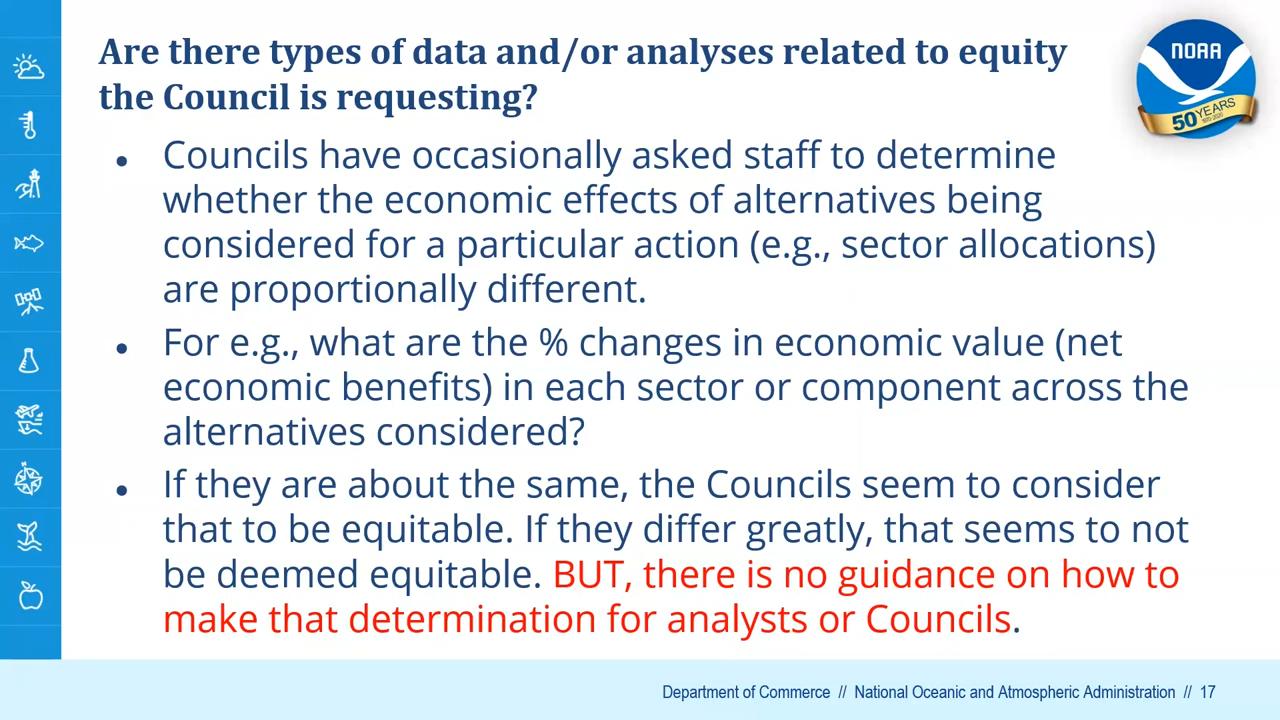 Are there types of data and/or analyses related to equity
the Council is requesting?
NOAA
50 YEARS
• Councils have occasionally asked staff to determine
whether the economic effects of alternatives being
considered for a particular action (e.g., sector allocations)
are proportionally different.
• For e.g., what are the % changes in economic value (net
economic benefits) in each sector or component across the
alternatives considered?
• If they are about the same, the Councils seem to consider
that to be equitable. If they differ greatly, that seems to not
be deemed equitable. BUT, there is no guidance on how to
make that determination for analysts or Councils.
Department of Commerce // National Oceanic and Atmospheric Administration // 17